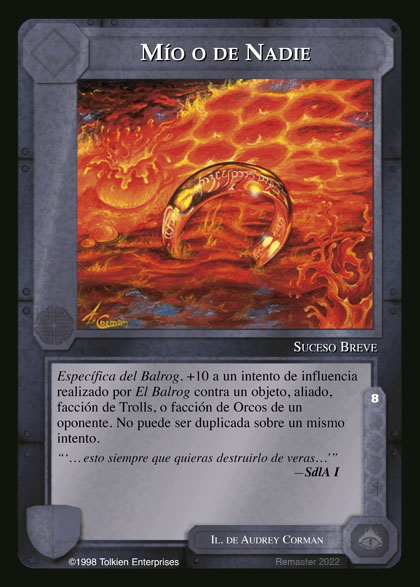 Mío o de Nadie
A. Corman
Suceso Breve
Específica del Balrog. +10 a un intento de influencia
realizado por El Balrog contra un objeto, aliado,
facción de Trolls, o facción de Orcos de un
oponente. No puede ser duplicada sobre un mismo
intento.
8
“‘… esto siempre que quieras destruirlo de veras…’”
—SdlA I
Il. de Audrey Corman
©1998 Tolkien Enterprises
Remaster 2022